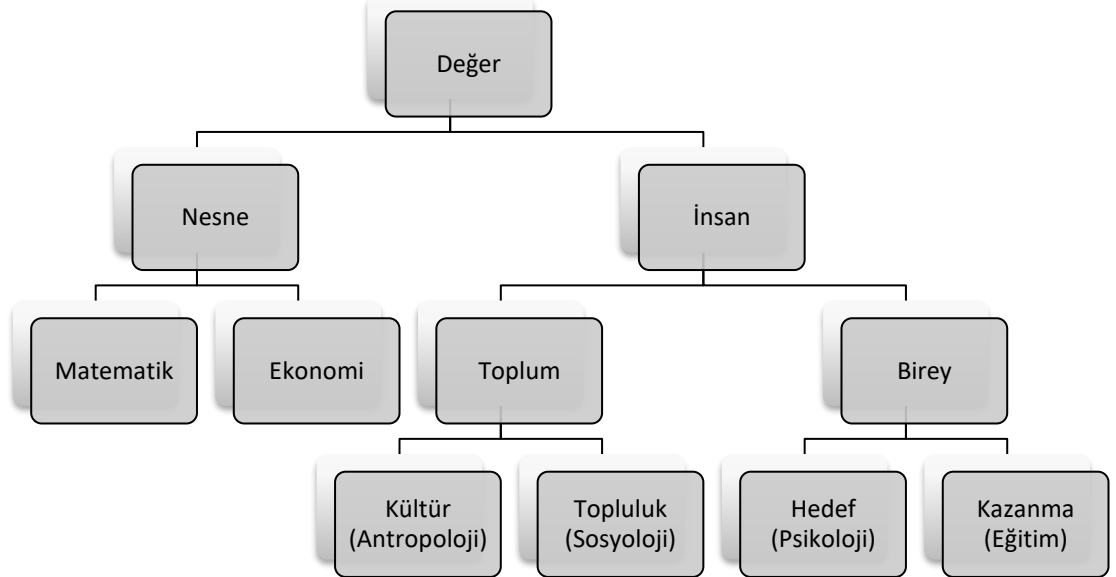 Değer
Nesne
İnsan
Matematik
Ekonomi
Toplum
Birey
Kültür
(Antropoloji)
Topluluk
(Sosyoloji)
Hedef
(Psikoloji)
Kazanma
(Eğitim)